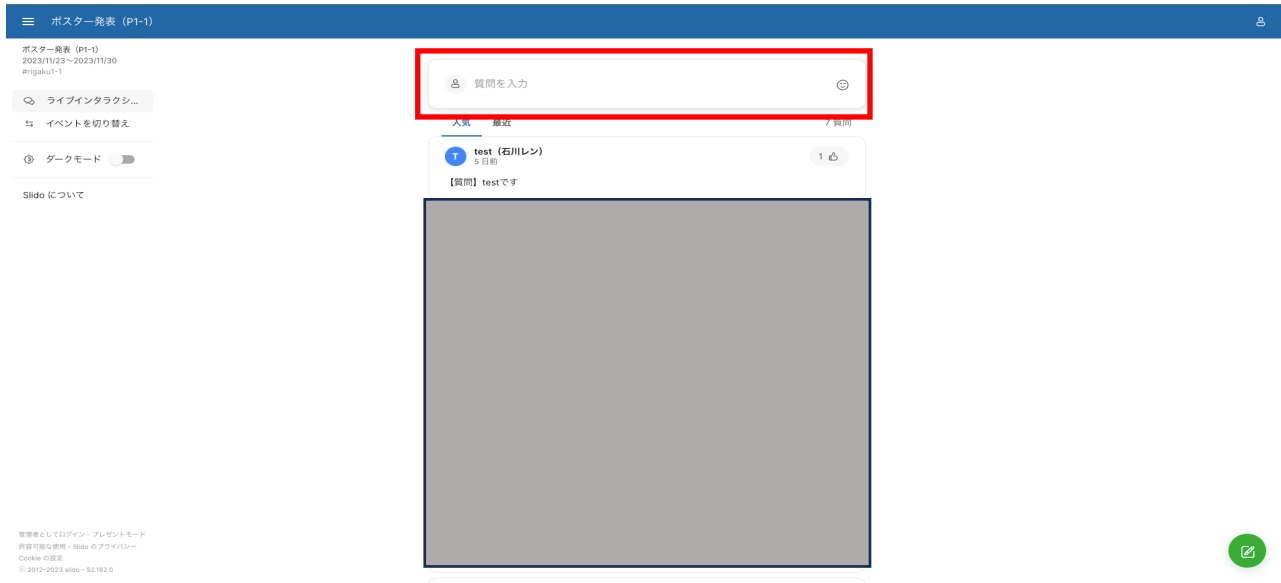 ポスター発表（P1-1）
ポスター発表（P1-1）
2023/11/23～2023/11/30
#rigaku1-1
ライブインタラクシ...
イベントを切り替え
ダークモード
Slido について
管理者としてログイン - プレゼントモード
許容可能な使用 - Slido のプライバシー
Cookie の設定
© 2012-2023 slido - 52.182.0
質問を入力
人気 最近 7 質問
T test（石川レン）
5 日前
1
【質問】testです